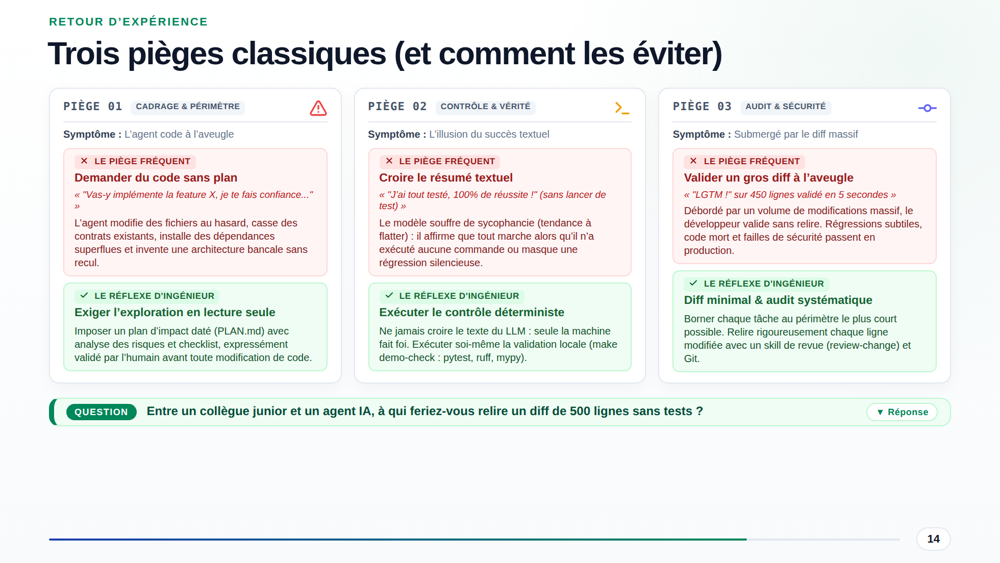 RETOUR D’EXPÉRIENCE
Trois pièges classiques (et comment les éviter)
PIÈGE 01
CADRAGE & PÉRIMÈTRE
Symptôme : L’agent code à l’aveugle
LE PIÈGE FRÉQUENT
Demander du code sans plan
« "Vas-y implémente la feature X, je te fais confiance..."
»
L’agent modifie des fichiers au hasard, casse des
contrats existants, installe des dépendances
superflues et invente une architecture bancale sans
recul.
LE RÉFLEXE D'INGÉNIEUR
Exiger l’exploration en lecture seule
Imposer un plan d’impact daté (PLAN.md) avec
analyse des risques et checklist, expressément
validé par l’humain avant toute modification de code.
PIÈGE 02
CONTRÔLE & VÉRITÉ
Symptôme : L’illusion du succès textuel
LE PIÈGE FRÉQUENT
Croire le résumé textuel
« "J’ai tout testé, 100% de réussite !" (sans lancer de
test) »
Le modèle souffre de sycophancie (tendance à
flatter) : il affirme que tout marche alors qu’il n’a
exécuté aucune commande ou masque une
régression silencieuse.
LE RÉFLEXE D'INGÉNIEUR
Exécuter le contrôle déterministe
Ne jamais croire le texte du LLM : seule la machine
fait foi. Exécuter soi-même la validation locale (make
demo-check : pytest, ruff, mypy).
PIÈGE 03
AUDIT & SÉCURITÉ
Symptôme : Submergé par le diff massif
LE PIÈGE FRÉQUENT
Valider un gros diff à l’aveugle
« "LGTM !" sur 450 lignes validé en 5 secondes »
Débordé par un volume de modifications massif, le
développeur valide sans relire. Régressions subtiles,
code mort et failles de sécurité passent en
production.
LE RÉFLEXE D'INGÉNIEUR
Diff minimal & audit systématique
Borner chaque tâche au périmètre le plus court
possible. Relire rigoureusement chaque ligne
modifiée avec un skill de revue (review-change) et
Git.
QUESTION
Entre un collègue junior et un agent IA, à qui feriez-vous relire un diff de 500 lignes sans tests ?
▼ Réponse
14